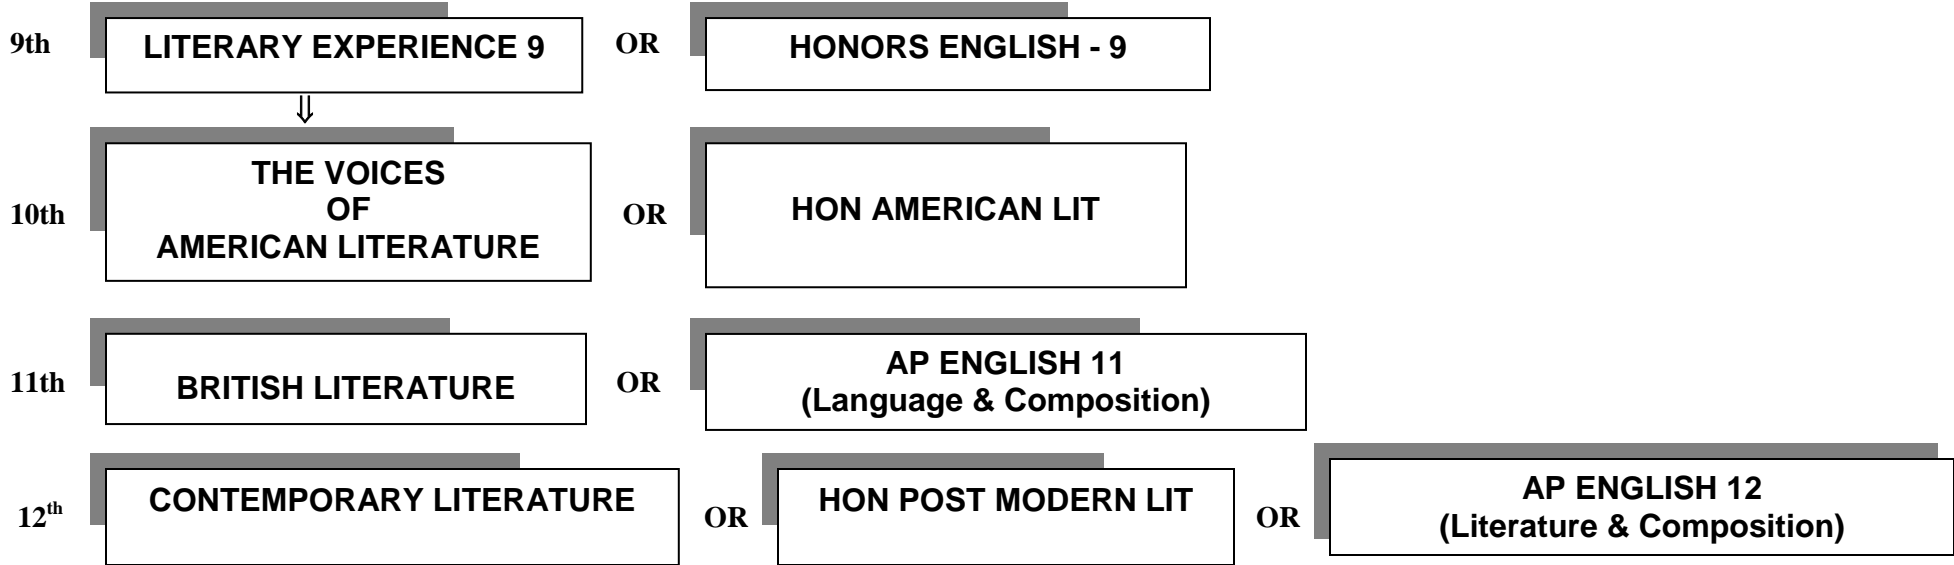 9th LITERARY EXPERIENCE 9 OR HONORS ENGLISH - 9
⇓
THE VOICES
10th OF OR HON AMERICAN LIT
AMERICAN LITERATURE
AP ENGLISH 11
11th BRITISH LITERATURE OR (Language & Composition)
CONTEMPORARY LITERATURE HON POST MODERN LIT AP ENGLISH 12
12th OR OR (Literature & Composition)